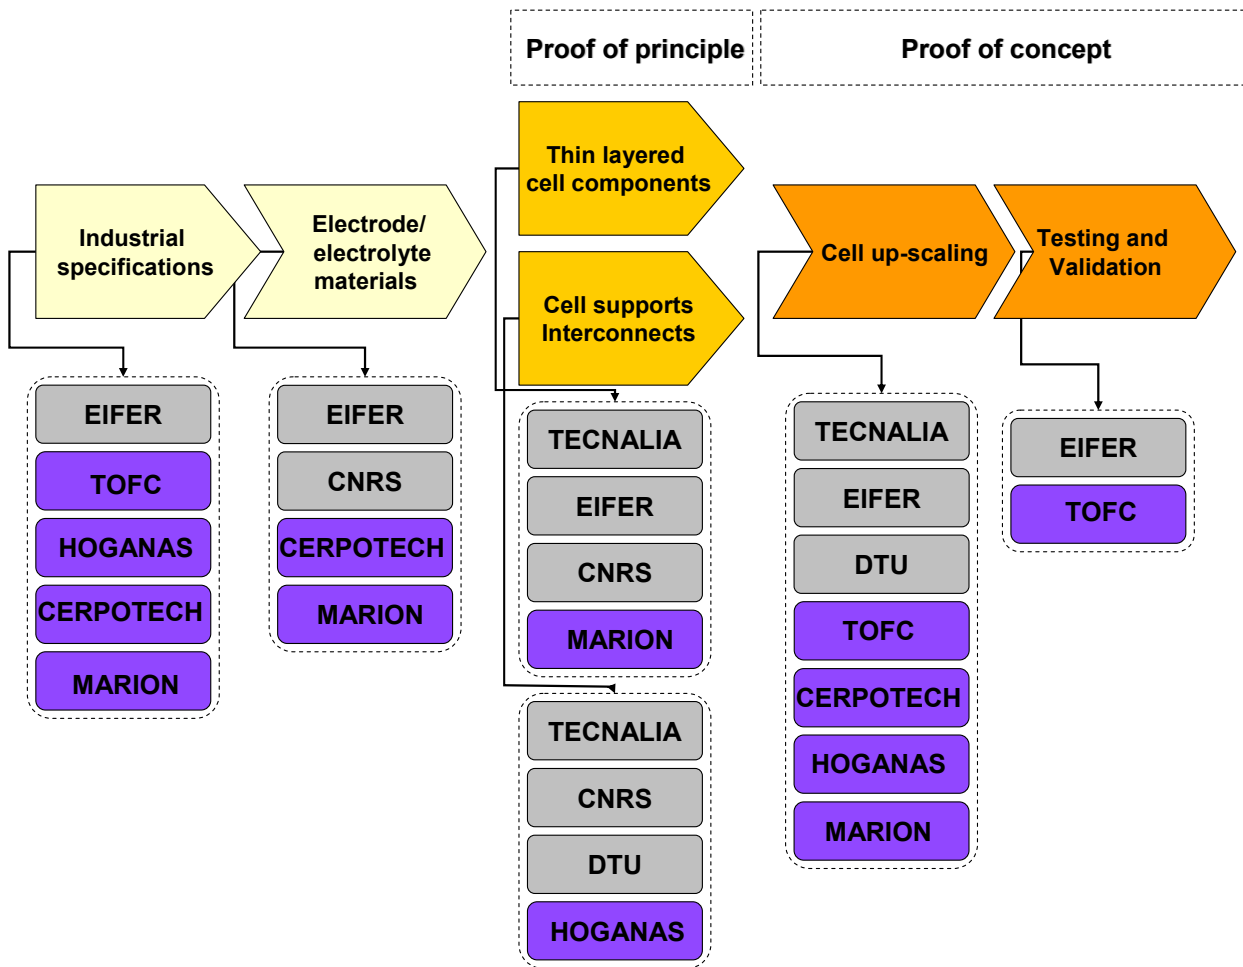 Proof of principle
Proof of concept
Thin layered
cell components
Industrial
specifications
Electrode/
electrolyte
materials
Cell supports
Interconnects
Cell up-scaling
Testing and
Validation
EIFER
TOFC
HOGANAS
CERPOTECH
MARION
EIFER
CNRS
CERPOTECH
MARION
TECNALIA
EIFER
CNRS
MARION
TECNALIA
CNRS
DTU
HOGANAS
TECNALIA
EIFER
DTU
TOFC
CERPOTECH
HOGANAS
MARION
EIFER
TOFC